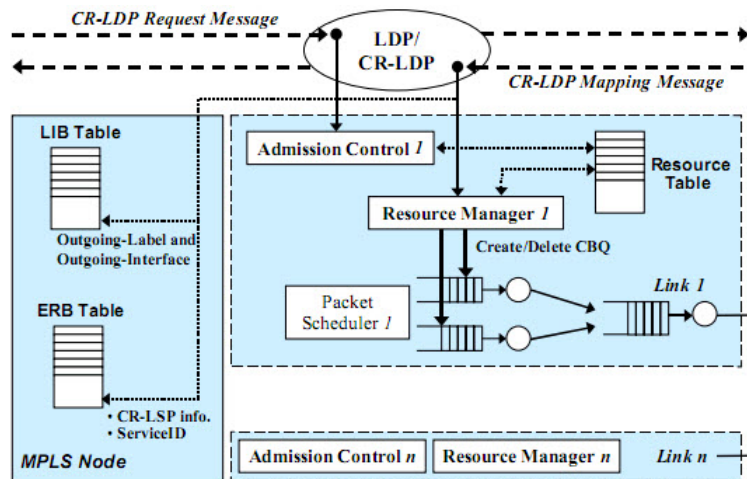 CR-LDP Request Message
LDP/
CR-LDP
CR-LDP Mapping Message
LIB Table
Outgoing-Label and
Outgoing-Interface
ERB Table
• CR-LSP info.
• ServiceID
MPLS Node
Admission Control 1
Resource
Table
Resource Manager 1
Create/Delete CBQ
Packet
Scheduler 1
Link 1
Admission Control n
Resource Manager n
Link n